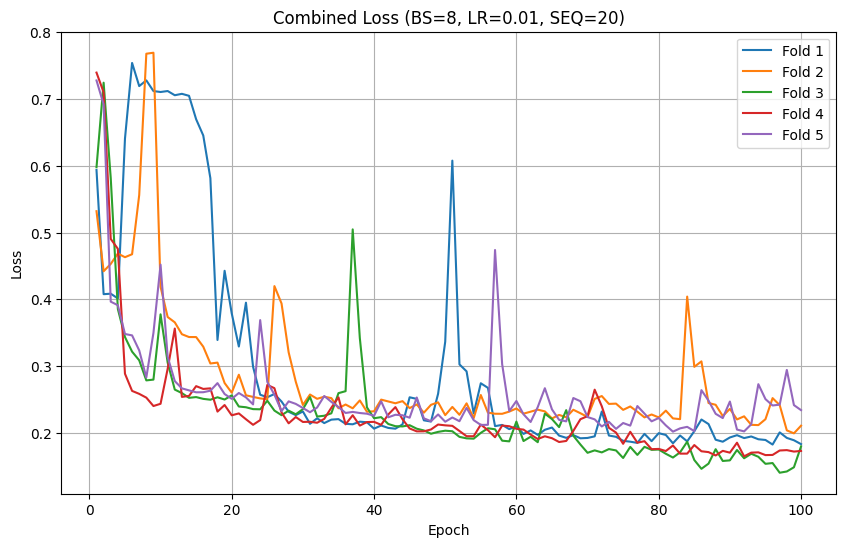 Combined Loss (BS=8, LR=0.01, SEQ=20)
Loss
0.8
0.7
0.6
0.5
0.4
0.3
0.2
Fold 1
Fold 2
Fold 3
Fold 4
Fold 5
0 20 40 60 80 100
Epoch